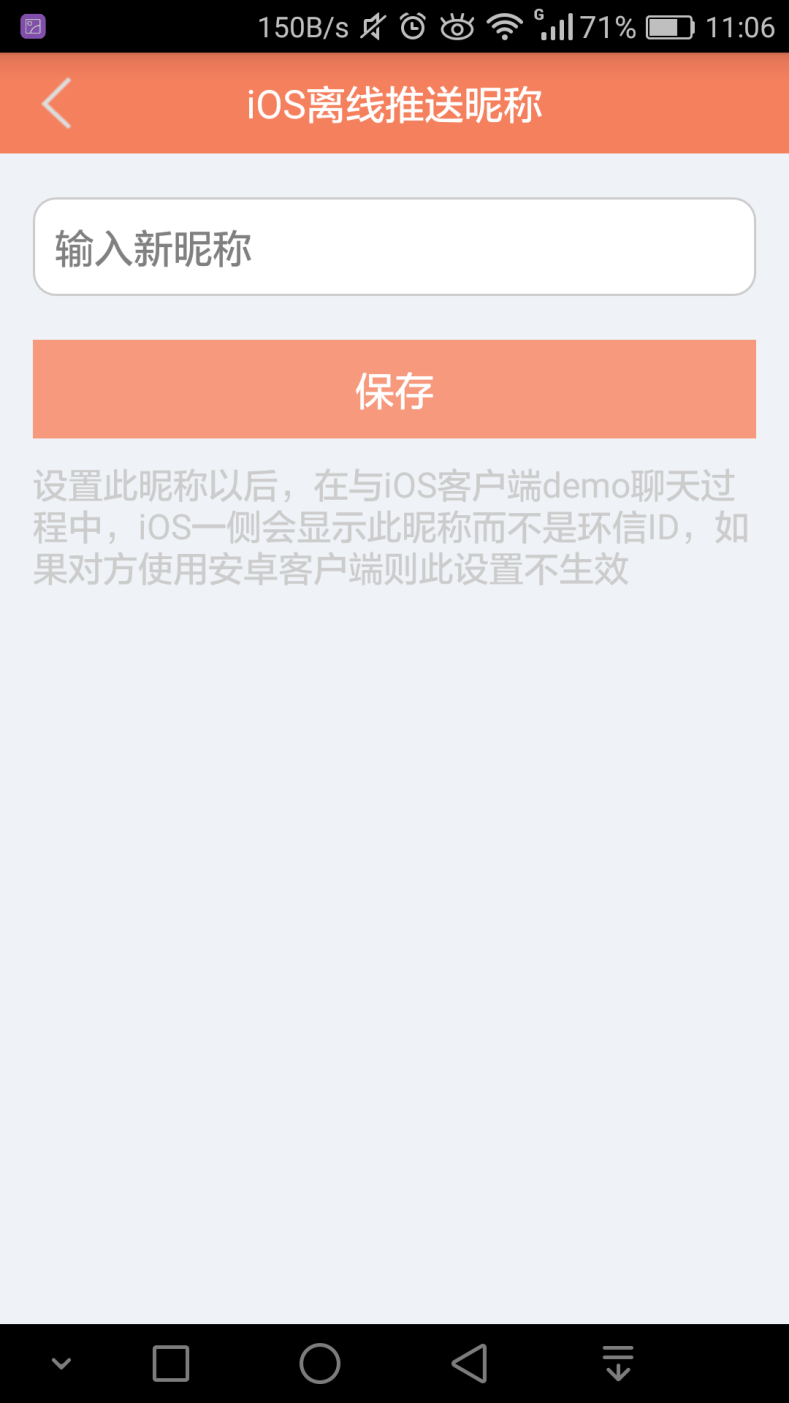 150B/s G 71% 11:06
iOS离线推送昵称
输入新昵称
保存
设置此昵称以后，在与iOS客户端demo聊天过
程中，iOS一侧会显示此昵称而不是环信ID，如
果对方使用安卓客户端则此设置不生效